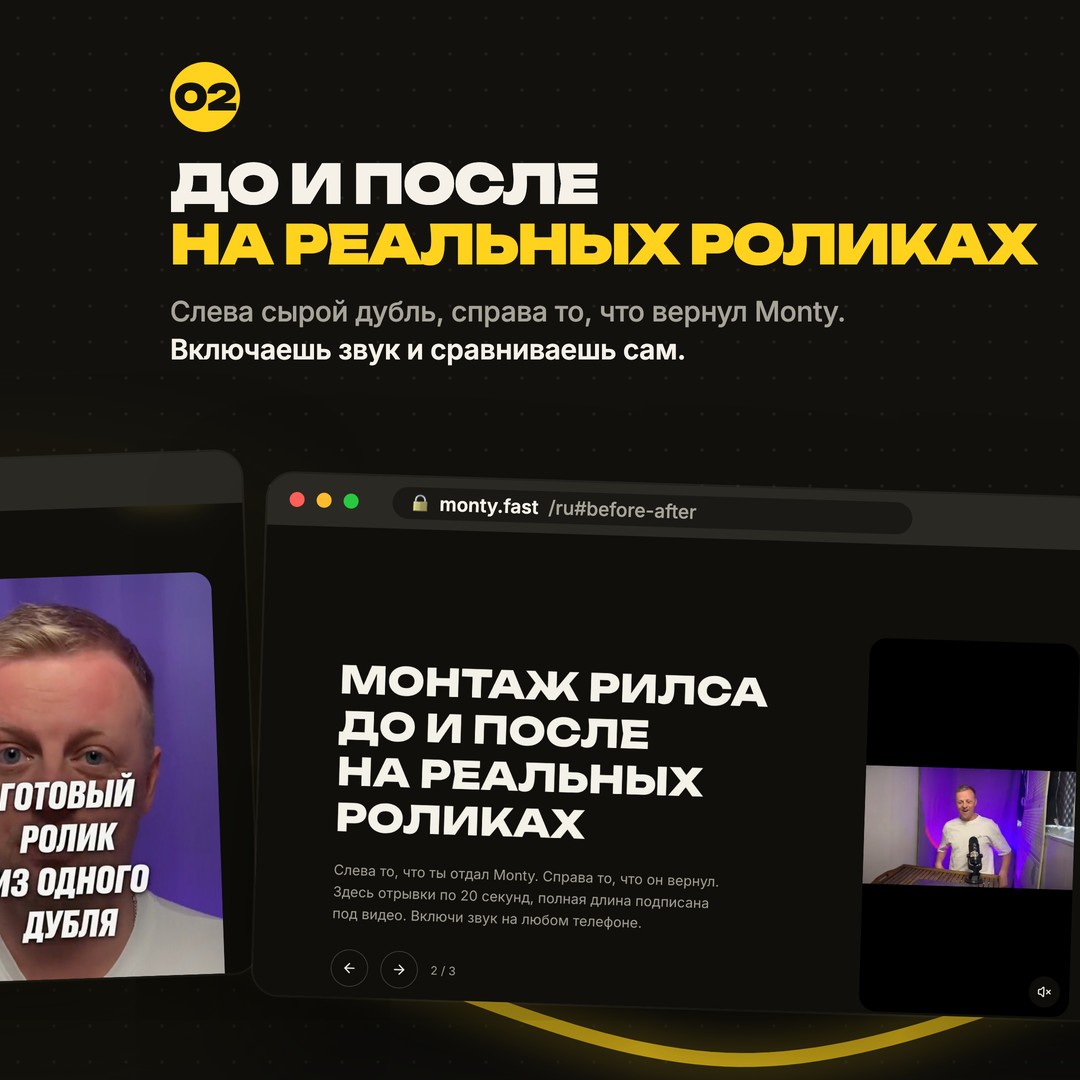 02
ДО И ПОСЛЕ
НА РЕАЛЬНЫХ РОЛИКАХ
Слева сырой дубль, справа то, что вернул Monty.
Включаешь звук и сравниваешь сам.
monty.fast /ru#before-after
ГОТОВЫЙ
РОЛИК
ИЗ ОДНОГО
ДУБЛЯ
МОНТАЖ РИЛСА
ДО И ПОСЛЕ
НА РЕАЛЬНЫХ
РОЛИКАХ
Слева то, что ты отдал Monty. Справа то, что он вернул.
Здесь отрывки по 20 секунд, полная длина подписана
под видео. Включи звук на любом телефоне.
2 / 3